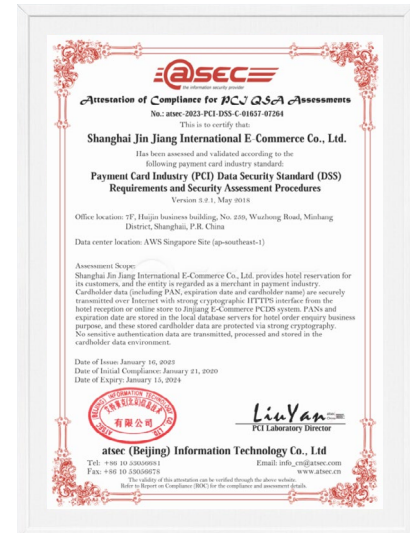 @sec
the information security provider
Attestation of Compliance for PCI QSA Assessments
No.: atsec-2023-PCI-DSS-C-01657-07264
This is to certify that:
Shanghai Jin Jiang International E-Commerce Co., Ltd.
Has been assessed and validated according to the
following payment card industry standard:
Payment Card Industry (PCI) Data Security Standard (DSS)
Requirements and Security Assessment Procedures
Version 3.2.1, May 2018
Office location: 7F, Huijin business building, No. 259, Wuzhong Road, Minhang
District, Shanghaii, P.R. China
Data center location: AWS Singapore Site (ap-southeast-1)
Assessment Scope:
Shanghai Jin Jiang International E-Commerce Co., Ltd. provides hotel reservation for
its customers, and the entity is regarded as a merchant in payment industry.
Cardholder data (including PAN, expiration date and cardholder name) are securely
transmitted over Internet with strong cryptographic HTTPS interface from the
hotel reception or online store to Jinjiang E-Commerce PCDS system. PANs and
expiration date are stored in the local database servers for hotel order enquiry business
purpose, and these stored cardholder data are protected via strong cryptography.
No sensitive authentication data are transmitted, processed and stored in the
cardholder data environment.
Date of Issue: January 16, 2023
Date of Initial Compliance: January 21, 2020
Date of Expiry: January 15, 2024
INFORMATION TECHNOLOGY
有限公司
LiuYan
PCI Laboratory Director
atsec (Beijing) Information Technology Co., Ltd
Tel: +86 10 53056681
Email: info_cn@atsec.com
Fax: +86 10 53056678
www.atsec.cn
The validity of this attestation can be verified through the above website.
Refer to Report on Compliance (ROC) for the compliance and assessment details.